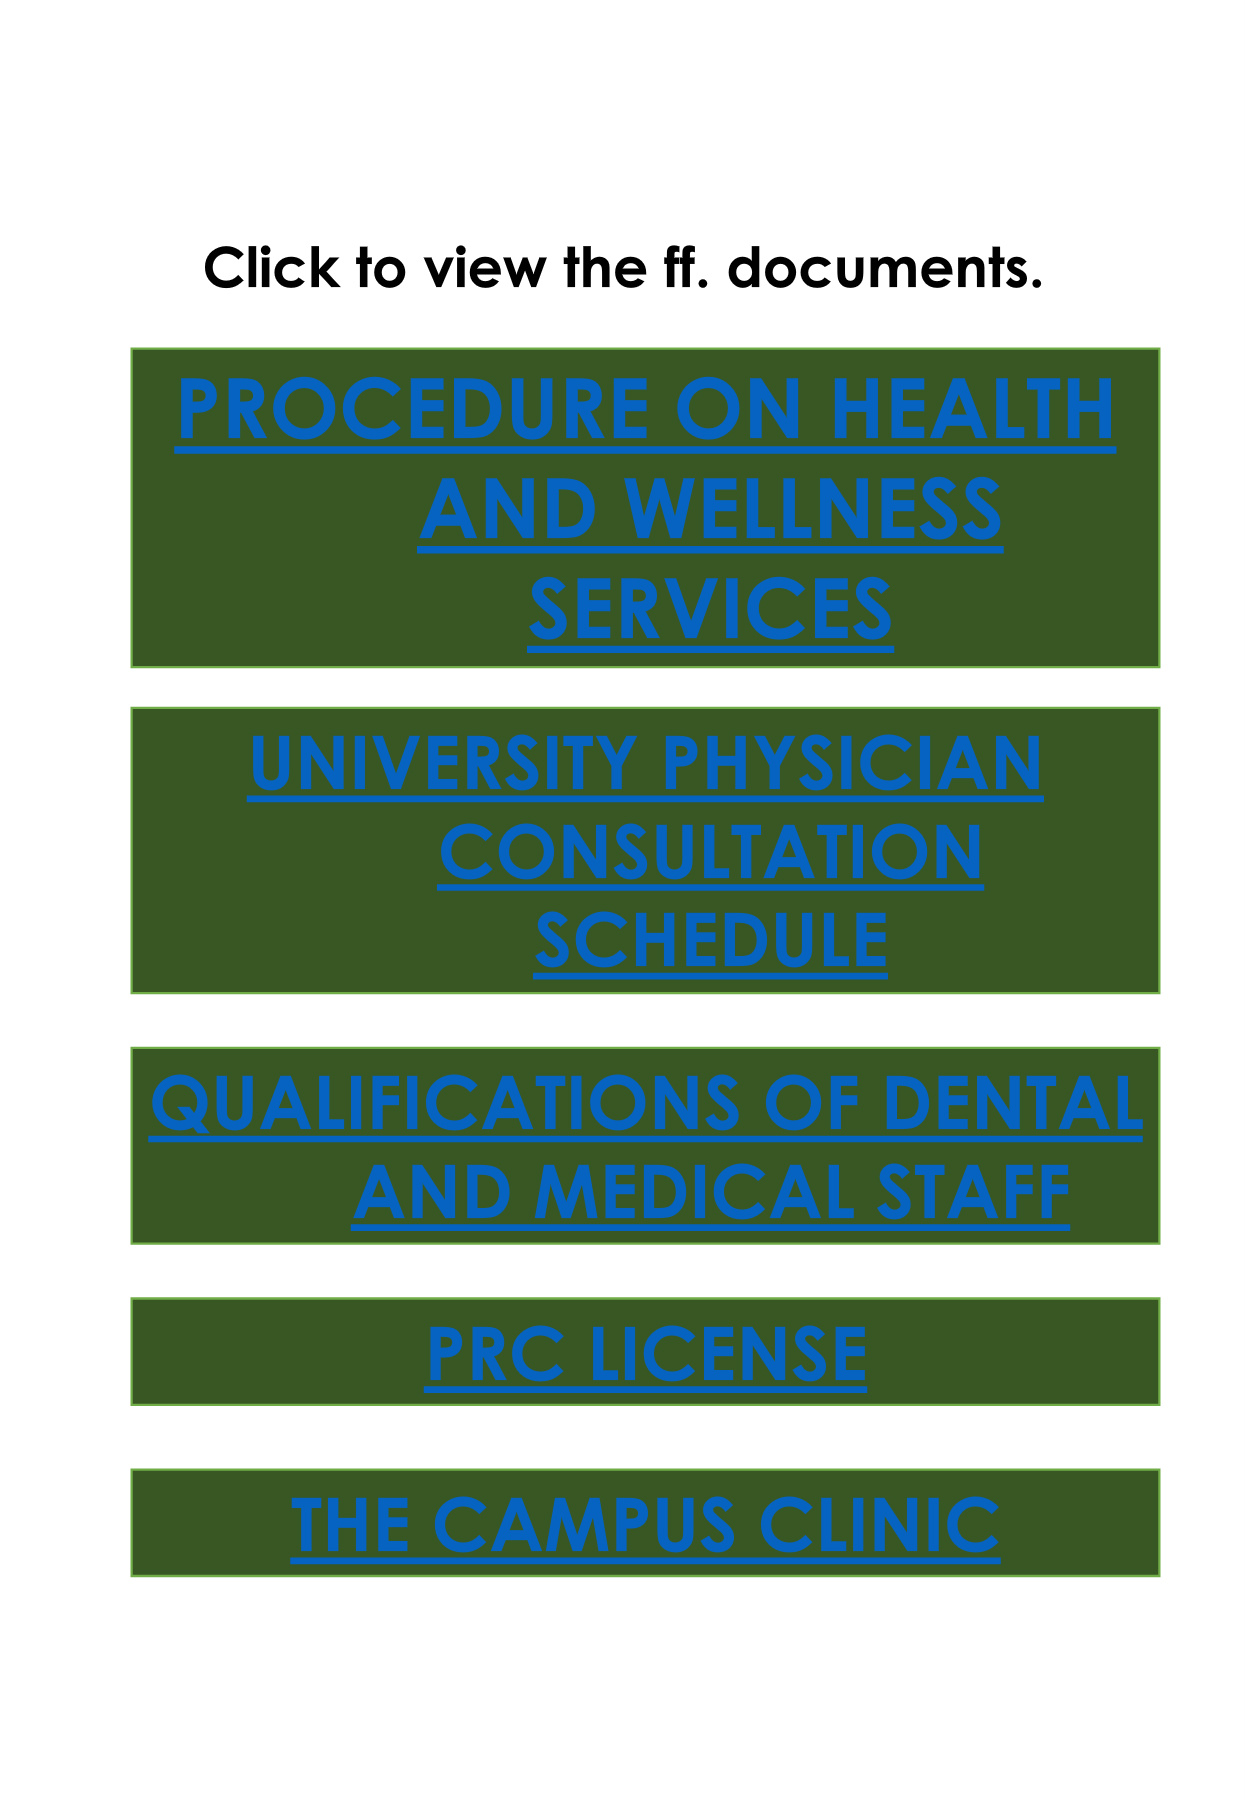 Click to view the ff. documents.
PROCEDURE ON HEALTH
AND WELLNESS
SERVICES
UNIVERSITY PHYSICIAN
CONSULTATION
SCHEDULE
QUALIFICATIONS OF DENTAL
AND MEDICAL STAFF
PRC LICENSE
THE CAMPUS CLINIC